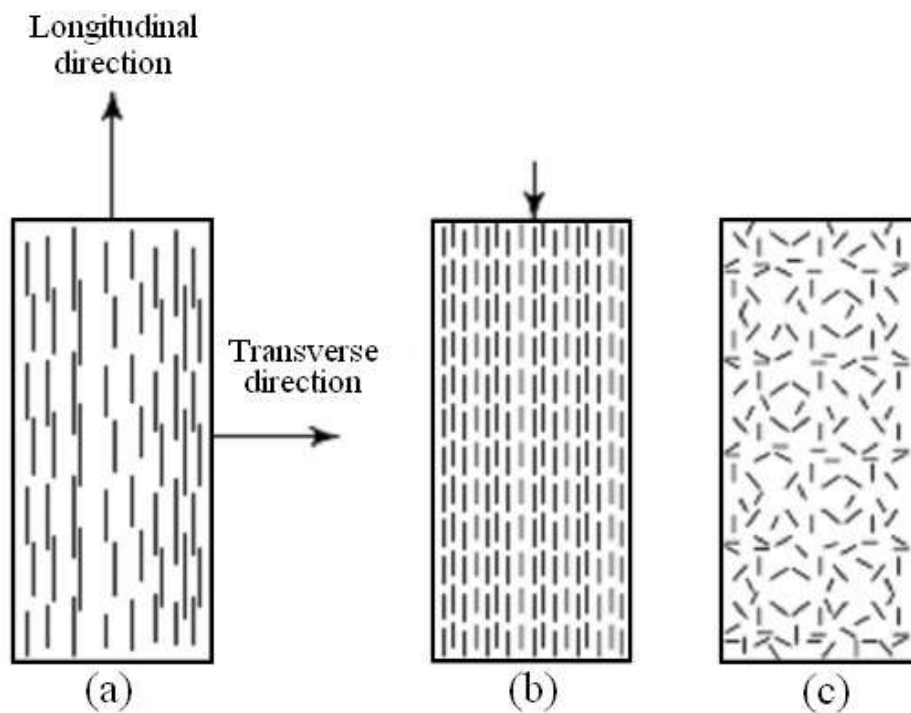 Longitudinal
direction
Transverse
direction
(a)
(b)
(c)